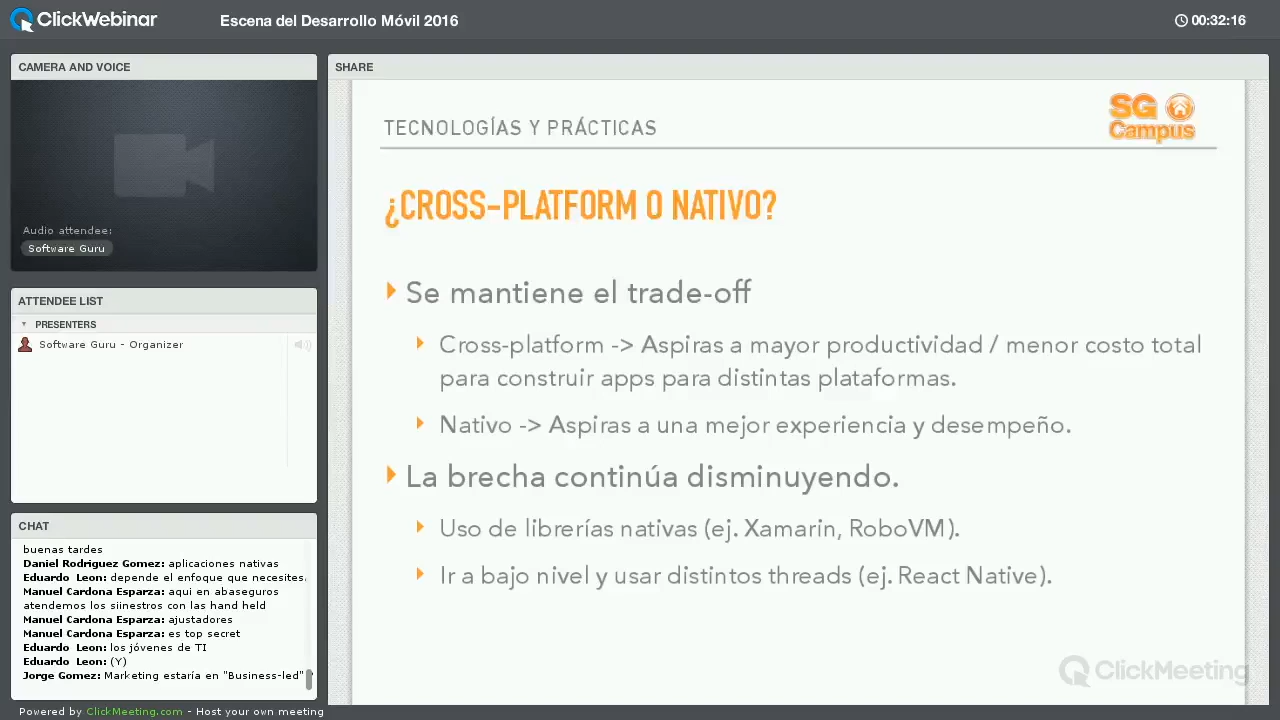 ClickWebinar
Escena del Desarrollo Móvil 2016
00:32:16
CAMERA AND VOICE
Audio attendee:
Software Guru
ATTENDEE LIST
PRESENTERS
Software Guru - Organizer
CHAT
buenas tardes
Daniel Rodriguez Gomez: aplicaciones nativas
Eduardo Leon: depende el enfoque que necesites.
Manuel Cardona Esparza: aqui en abaseguros
atendemos los sinestros con las hand held
Manuel Cardona Esparza: ajustadores
Manuel Cardona Esparza: es top secret
Eduardo Leon: (') jóvenes de TI
Eduardo Leon: (')
Jorge Gomez: Marketing estaria en "Business-led"
Powered by ClickMeeting.com - Host your own meeting
SHARE
TECNOLOGÍAS Y PRÁCTICAS
SG
Campus
¿CROSS-PLATFORM O NATIVO?
Se mantiene el trade-off
Cross-platform -> Aspiras a mayor productividad / menor costo total
para construir apps para distintas plataformas.
Nativo -> Aspiras a una mejor experiencia y desempeño.
La brecha continúa disminuyendo.
Uso de librerías nativas (ej. Xamarin, RoboVM).
Ir a bajo nivel y usar distintos threads (ej. React Native).
ClickMeeting